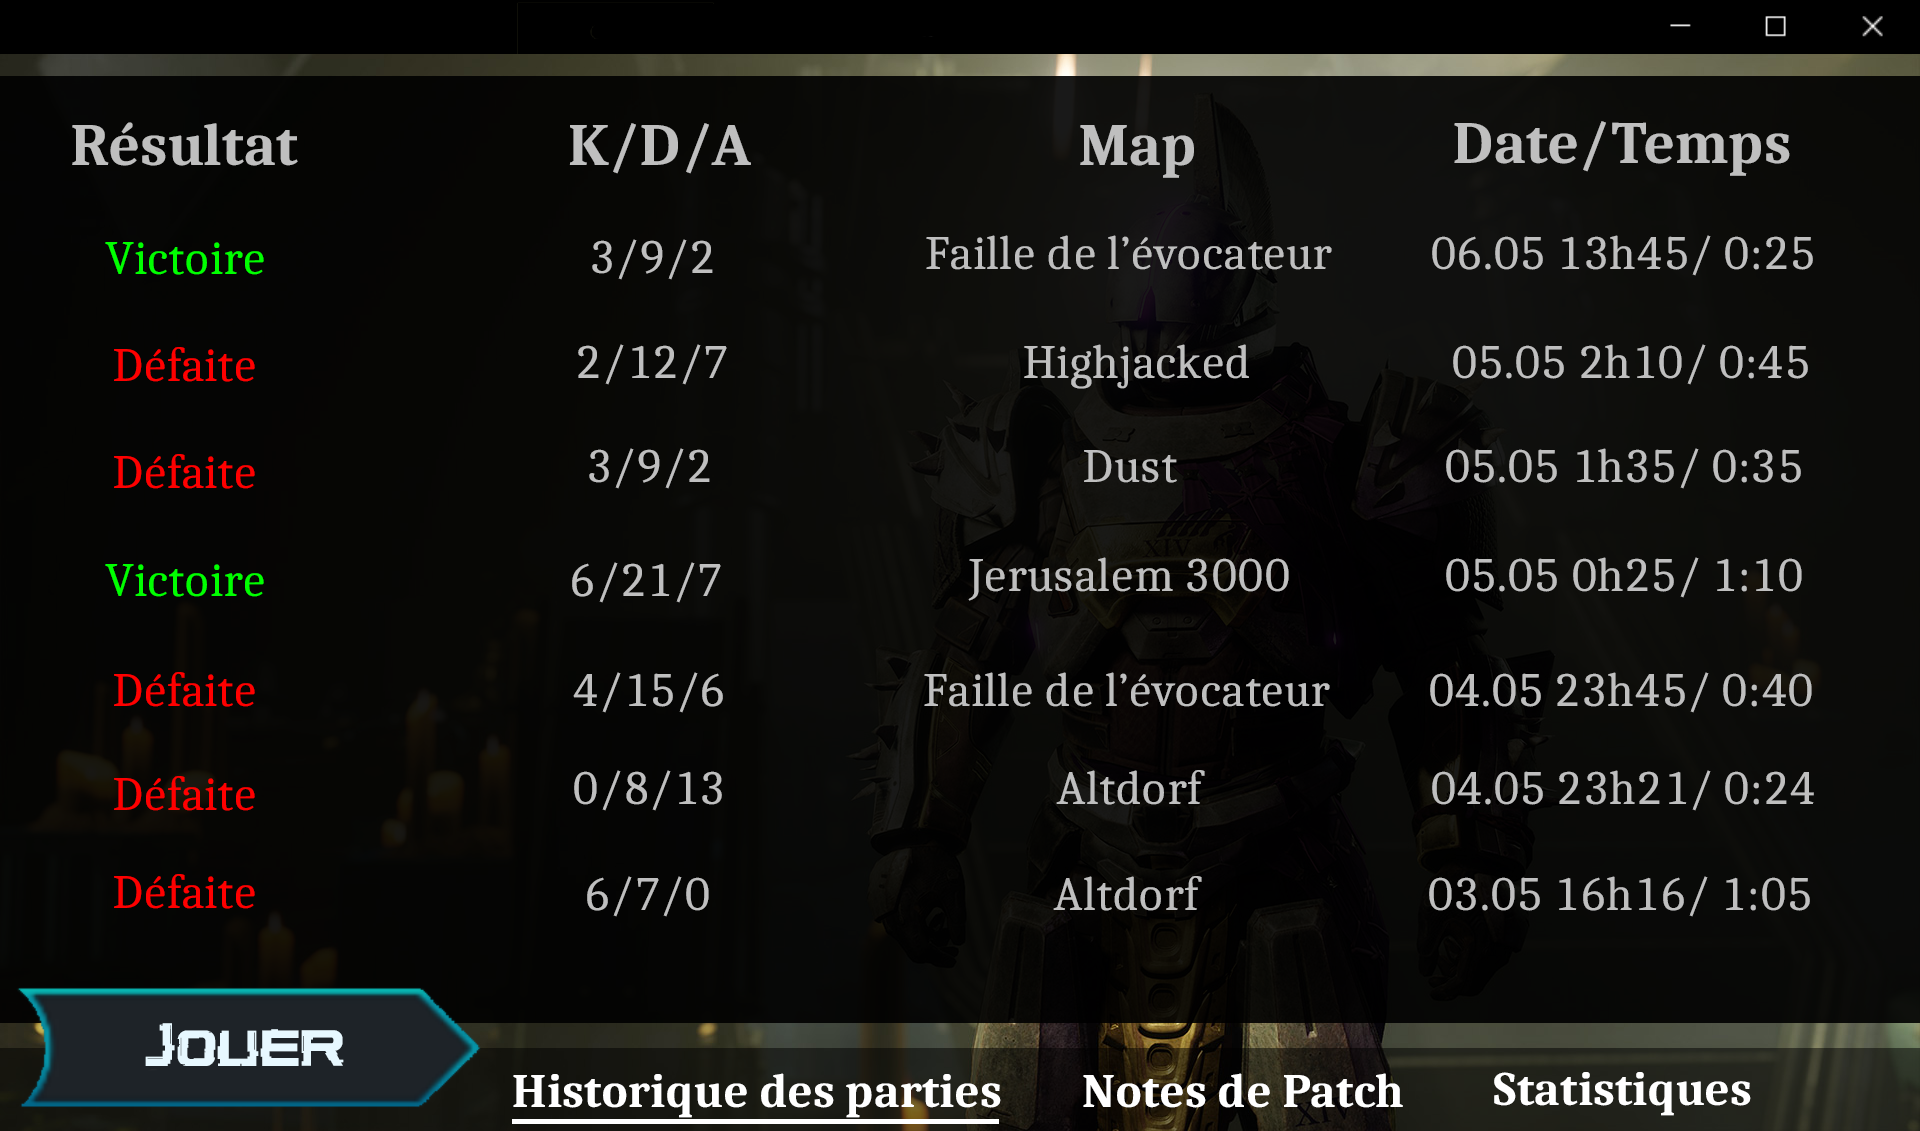 Résultat K/D/A Map Date/Temps
Victoire 3/9/2 Faille de l’évocateur 06.05 13h45/ 0:25
Défaite 2/12/7 Highjacked 05.05 2h10/ 0:45
Défaite 3/9/2 Dust 05.05 1h35/ 0:35
Victoire 6/21/7 Jerusalem 3000 05.05 0h25/ 1:10
Défaite 4/15/6 Faille de l’évocateur 04.05 23h45/ 0:40
Défaite 0/8/13 Altdorf 04.05 23h21/ 0:24
Défaite 6/7/0 Altdorf 03.05 16h16/ 1:05
JOUER
Historique des parties Notes de Patch Statistiques